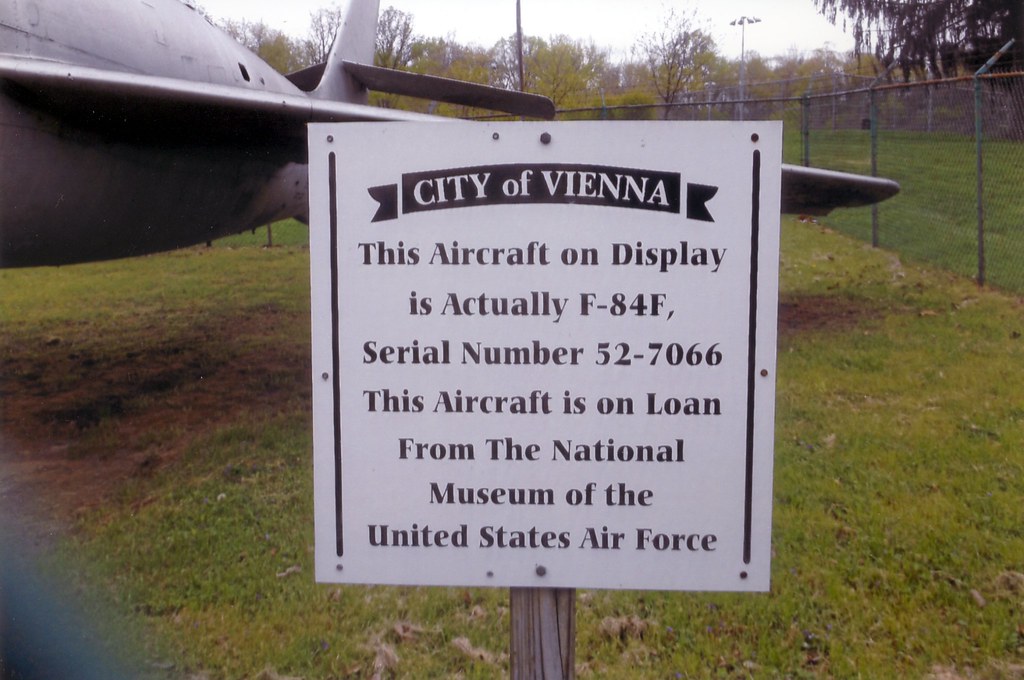 CITY of VIENNA
This Aircraft on Display
is Actually F-84F,
Serial Number 52-7066
This Aircraft is on Loan
From The National
Museum of the
United States Air Force